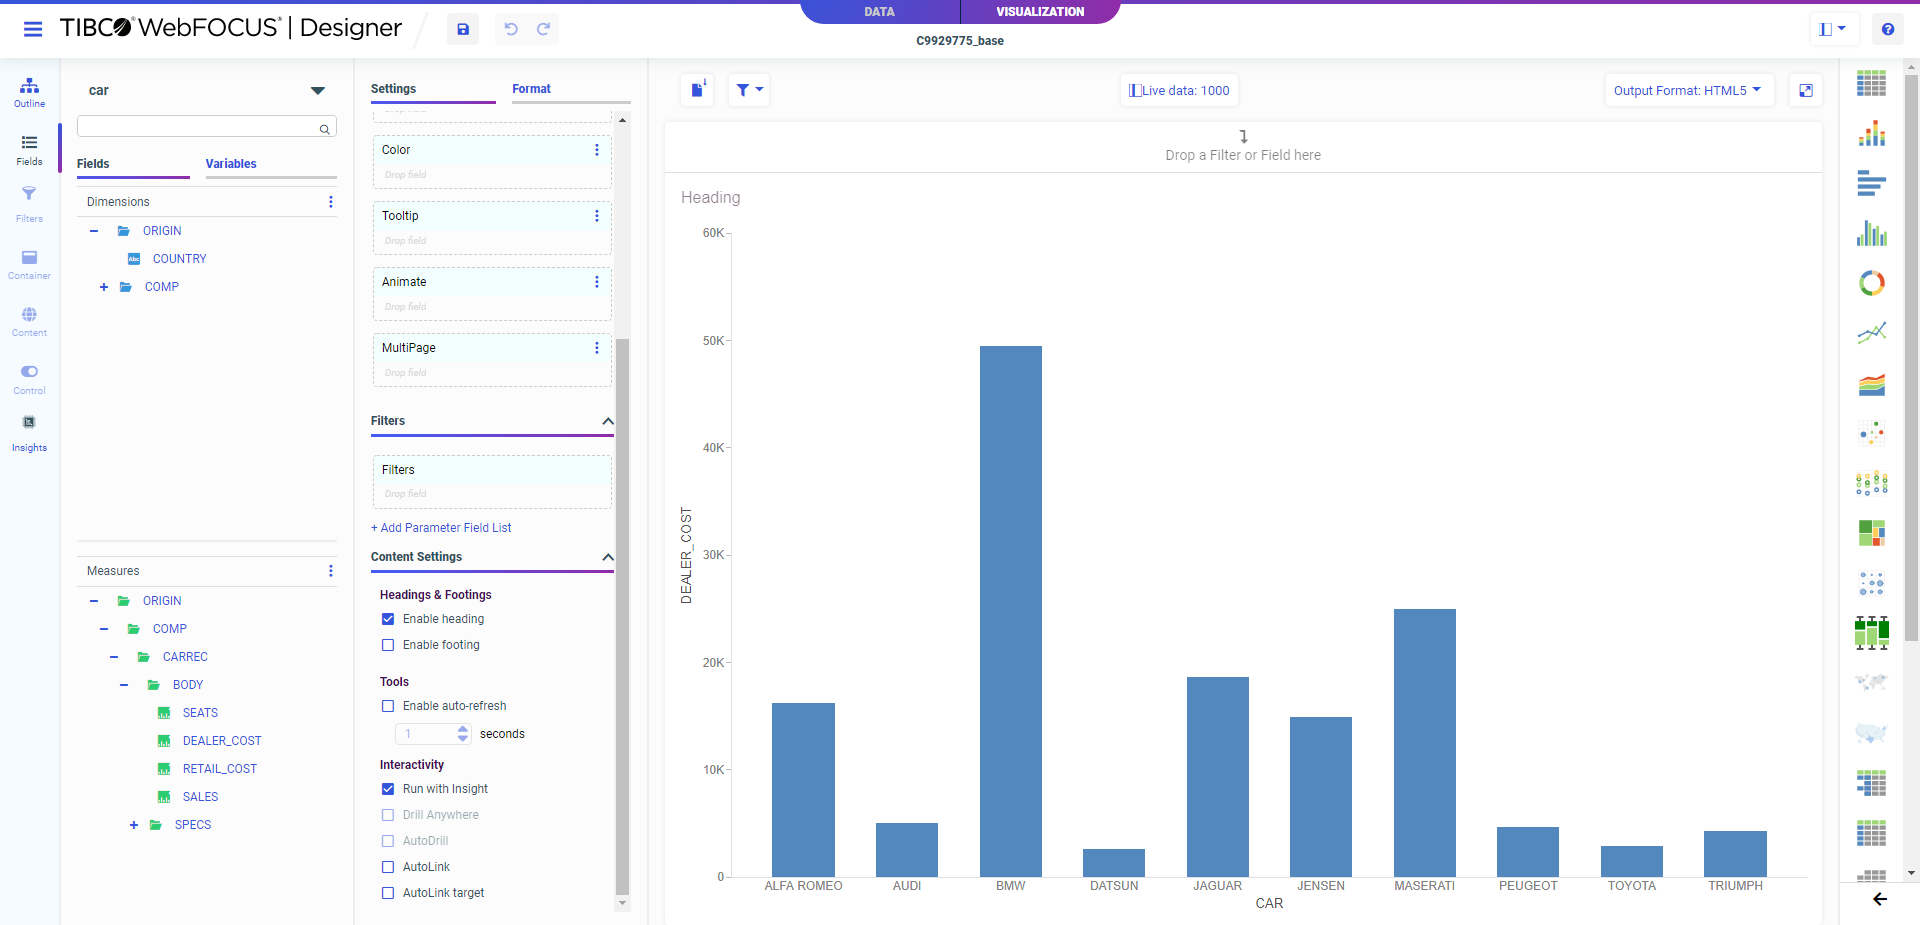 DATA
VISUALIZATION
TIBCO® WebFOCUS® | Designer
C9929775_base
Outline
Fields
Filters
Container
Content
Control
Insights
car
Fields
Variables
Dimensions
ORIGIN
Abc
COUNTRY
COMP
Measures
ORIGIN
COMP
CARREC
BODY
SEATS
DEALER_COST
RETAIL_COST
SALES
SPECS
Settings
Format
Color
Drop field
Tooltip
Drop field
Animate
Drop field
MultiPage
Drop field
Filters
Filters
Drop field
+ Add Parameter Field List
Content Settings
Headings & Footings
Enable heading
Enable footing
Tools
Enable auto-refresh
1
seconds
Interactivity
Run with Insight
Drill Anywhere
AutoDrill
AutoLink
AutoLink target
Live data: 1000
Output Format: HTML5
Drop a Filter or Field here
Heading
60K
50K
40K
30K
20K
10K
0
DEALER_COST
ALFA ROMEO
AUDI
BMW
DATSUN
JAGUAR
JENSEN
MASERATI
PEUGEOT
TOYOTA
TRIUMPH
CAR